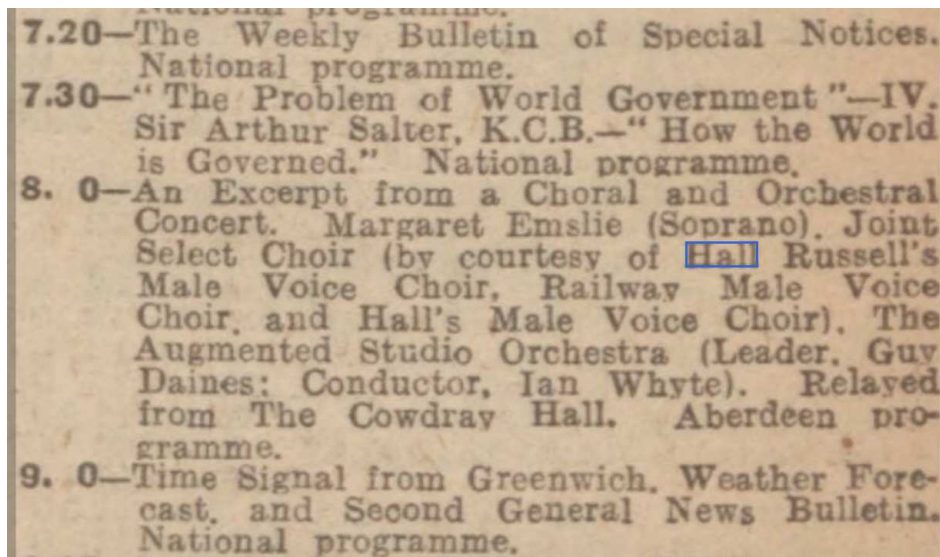 National programme.
7.20—The Weekly Bulletin of Special Notices.
National programme.
7.30—" The Problem of World Government "—IV.
Sir Arthur Salter, K.C.B.—" How the World
is Governed." National programme.
8. 0—An Excerpt from a Choral and Orchestral
Concert. Margaret Emslie (Soprano). Joint
Select Choir (by courtesy of Hall Russell's
Male Voice Choir, Railway Male Voice
Choir, and Hall's Male Voice Choir). The
Augmented Studio Orchestra (Leader, Guy
Daines; Conductor, Ian Whyte). Relayed
from The Cowdray Hall. Aberdeen pro-
gramme.
9. 0—Time Signal from Greenwich. Weather Fore-
cast, and Second General News Bulletin.
National programme.